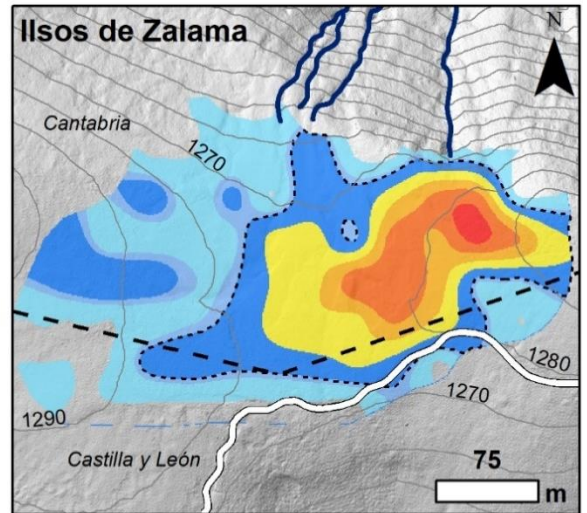 Ilsos de Zalama
N
Cantabria
1270
1280
1270
1290
Castilla y León
75
m